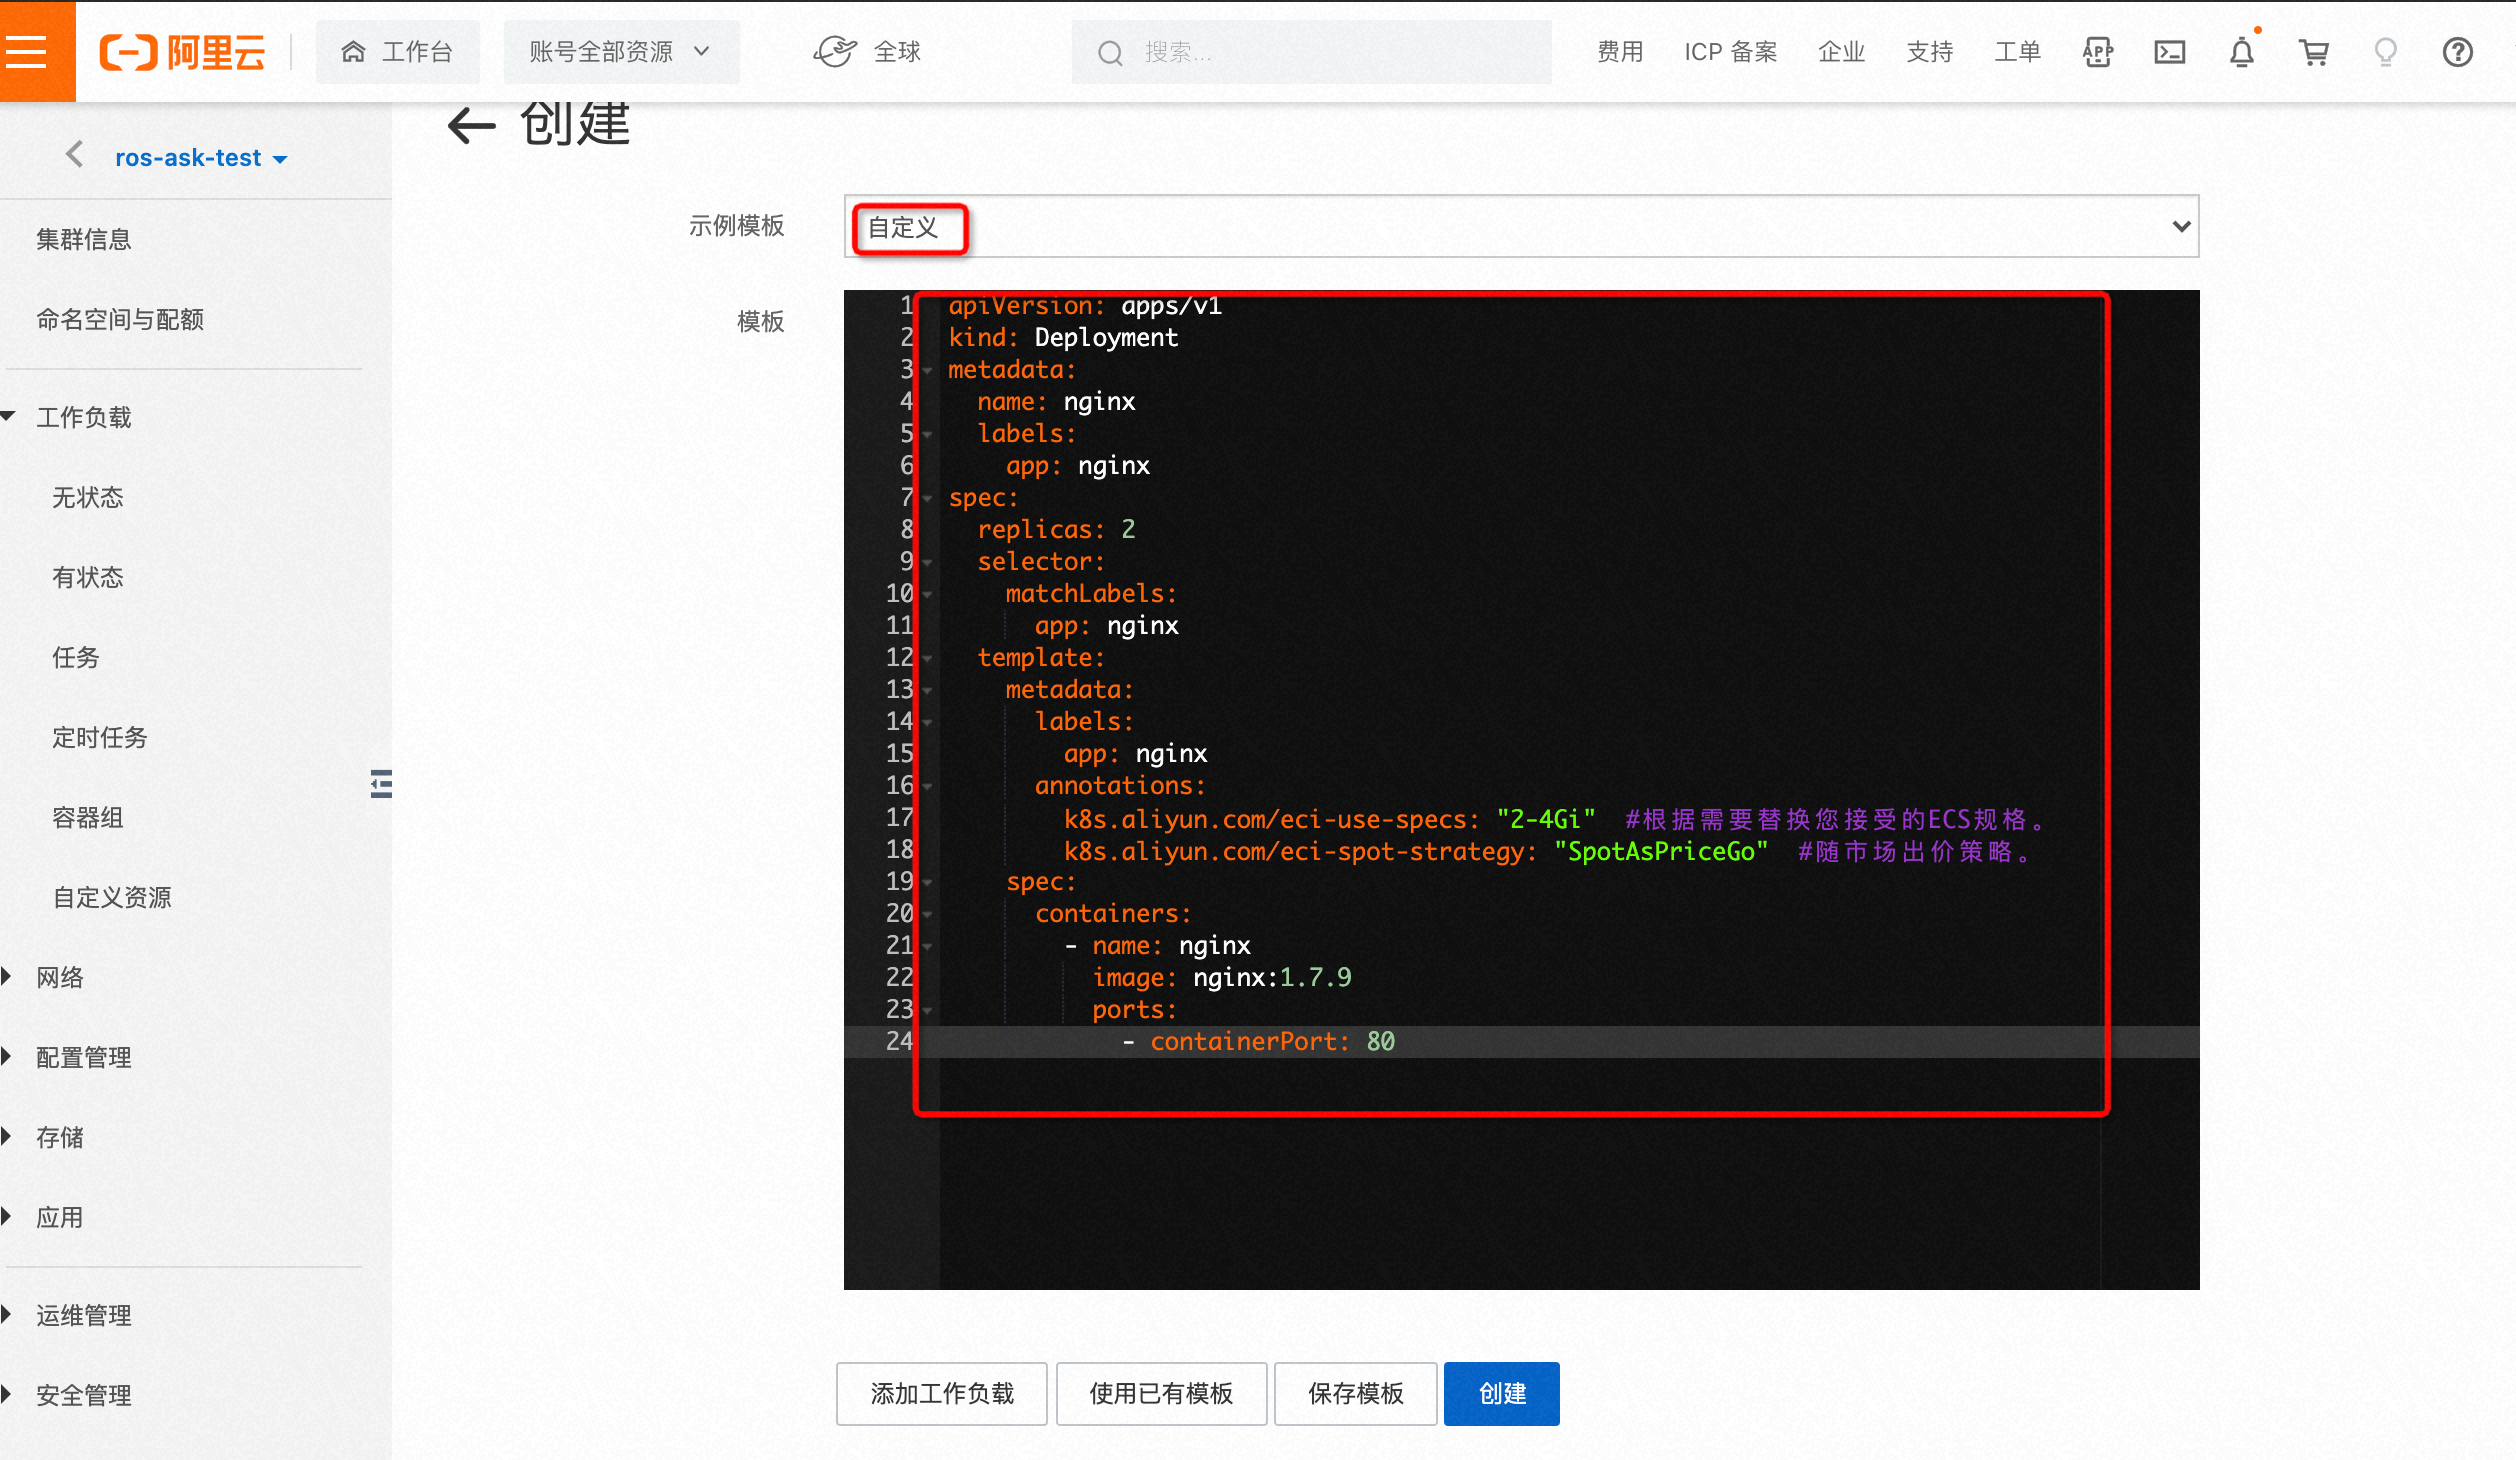 阿里云
工作台
账号全部资源
全球
搜索...
费用
ICP 备案
企业
支持
工单
APP
创建
ros-ask-test
集群信息
命名空间与配额
工作负载
无状态
有状态
任务
定时任务
容器组
自定义资源
网络
配置管理
存储
应用
运维管理
安全管理
示例模板
自定义
模板
1 apiVersion: apps/v1
2 kind: Deployment
3 metadata:
4   name: nginx
5   labels:
6     app: nginx
7 spec:
8   replicas: 2
9   selector:
10     matchLabels:
11       app: nginx
12   template:
13     metadata:
14       labels:
15         app: nginx
16       annotations:
17         k8s.aliyun.com/eci-use-specs: "2-4Gi"  #根据需要替换您接受的ECS规格。
18         k8s.aliyun.com/eci-spot-strategy: "SpotAsPriceGo"  #随市场出价策略。
19     spec:
20       containers:
21         - name: nginx
22           image: nginx:1.7.9
23           ports:
24             - containerPort: 80
添加工作负载
使用已有模板
保存模板
创建